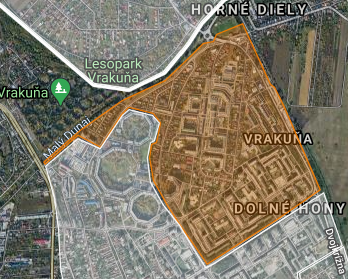 HORNÉ DIELY
Lesopark
Vrakuňa
Vrakuňa
Malý Dunaj
VRAKUŇA
DOLNÉ HONY
Dvojkrížna